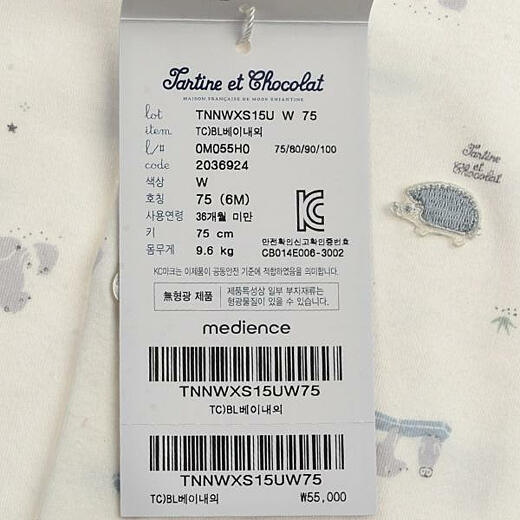 Tartine et Chocolat
MAISON FRANÇAISE DE MODE ENFANTINE
lot TNNWXS15U W 75
item TC)BL베이내의
l/# 0M055H0 75/80/90/100
code 2036924
색상 W
호칭 75 (6M)
사용연령 36개월 미만
키 75 cm
몸무게 9.6 kg
안전확인신고확인증번호
CB014E006-3002
KC마크는 이제품이 공통안전 기준에 적합하였음을 의미합니다.
無형광 제품
제품특성상 일부 부자재류는
형광물질이 있을 수 있습니다.
medience
TNNWXS15UW75
TC)BL베이내의
TNNWXS15UW75
TC)BL베이내의 ₩55,000
Tartine
et
Chocolat